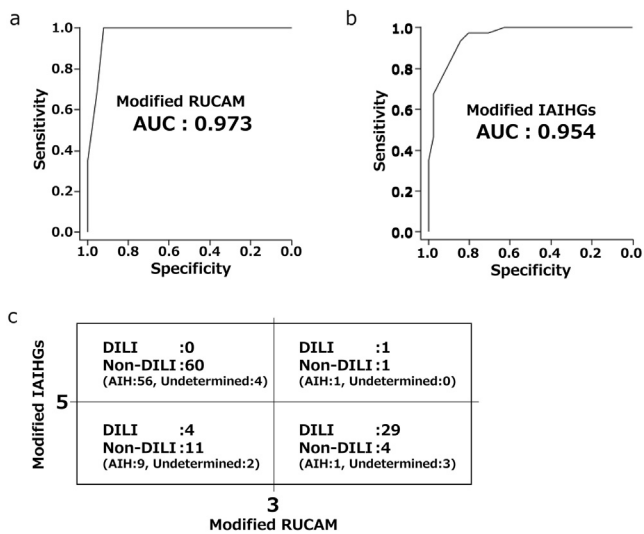 a
1.0
0.8
0.6
0.4
0.2
0.0
Sensitivity
Modified RUCAM
AUC : 0.973
1.0 0.8 0.6 0.4 0.2 0.0
Specificity
b
1.0
0.8
0.6
0.4
0.2
0.0
Sensitivity
Modified IAIHGs
AUC : 0.954
1.0 0.8 0.6 0.4 0.2 0.0
Specificity
c
Modified IAIHGs
5
DILI :0
Non-DILI:60
(AIH:56, Undetermined:4)
DILI :1
Non-DILI:1
(AIH:1, Undetermined:0)
DILI :4
Non-DILI:11
(AIH:9, Undetermined:2)
DILI :29
Non-DILI:4
(AIH:1, Undetermined:3)
3
Modified RUCAM